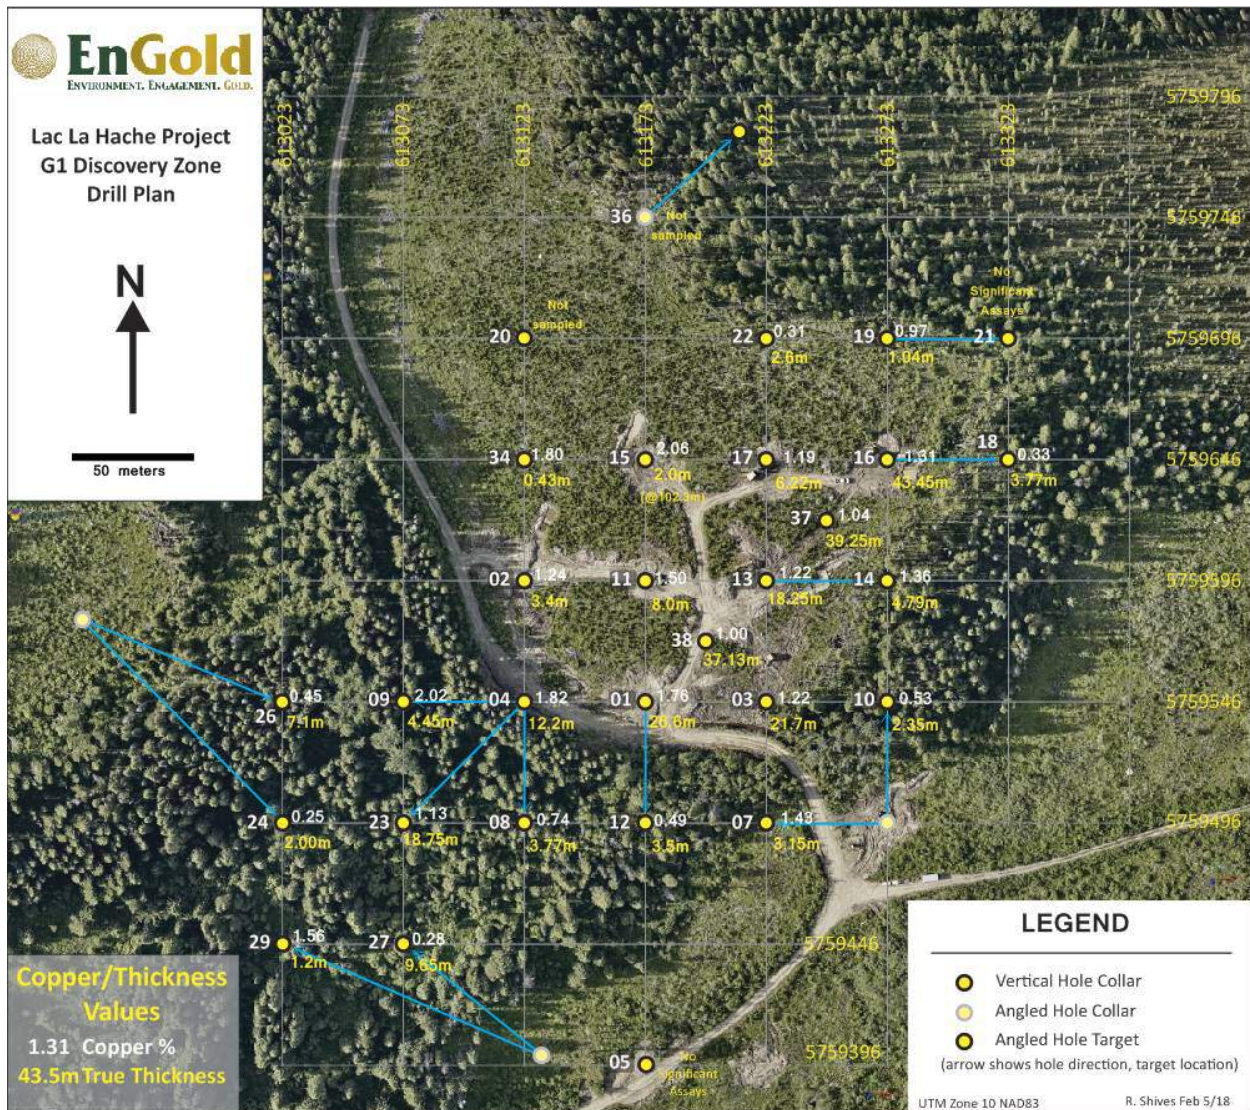 EnGold
ENVIRONMENT. ENGAGEMENT. GOLD.
Lac La Hache Project
G1 Discovery Zone
Drill Plan
N
50 meters
613023
613073
613123
613173
613223
613273
613323
5759796
36
Not
sampled
5759746
20
Not
sampled
22 0.31
2.6m
19 0.97
1.04m
No
Significant
Assays
21
5759696
34 1.80
0.43m
15 2.06
2.0m
(@102.3m)
17 1.19
6.22m
16 1.31
43.45m
18
0.33
3.77m
5759646
37 1.04
39.25m
02 1.24
3.4m
11 1.50
8.0m
13 1.22
18.25m
14 1.36
4.79m
5759596
38 1.00
37.13m
26 0.45
7.1m
09 2.02
4.45m
04 1.82
12.2m
01 1.76
26.6m
03 1.22
21.7m
10 0.53
2.35m
5759546
24 0.25
2.00m
23 1.13
18.75m
08 0.74
3.77m
12 0.49
3.5m
07 1.43
3.15m
5759496
29 1.56
1.2m
27 0.28
9.65m
5759446
05
No
Significant
Assays
5759396
Copper/Thickness
Values
1.31 Copper %
43.5m True Thickness
LEGEND
Vertical Hole Collar
Angled Hole Collar
Angled Hole Target
(arrow shows hole direction, target location)
UTM Zone 10 NAD83
R. Shives Feb 5/18